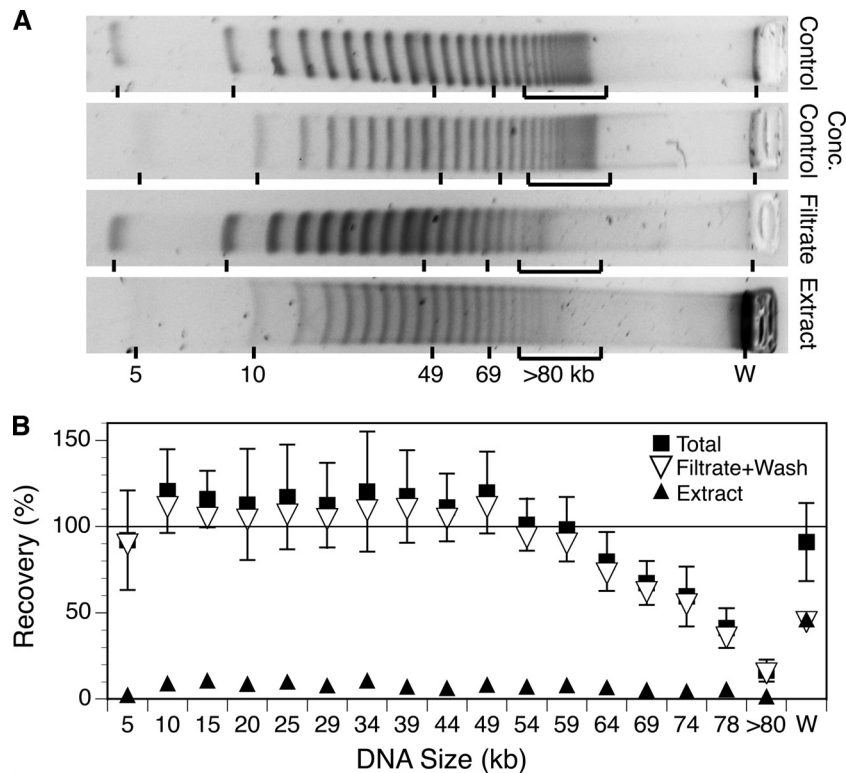 A
Control
Conc.
Control
Filtrate
Extract
5 10 49 69 >80 kb W
B
Recovery (%)
150
100
50
0
Total
Filtrate+Wash
Extract
5 10 15 20 25 29 34 39 44 49 54 59 64 69 74 78 >80 W
DNA Size (kb)